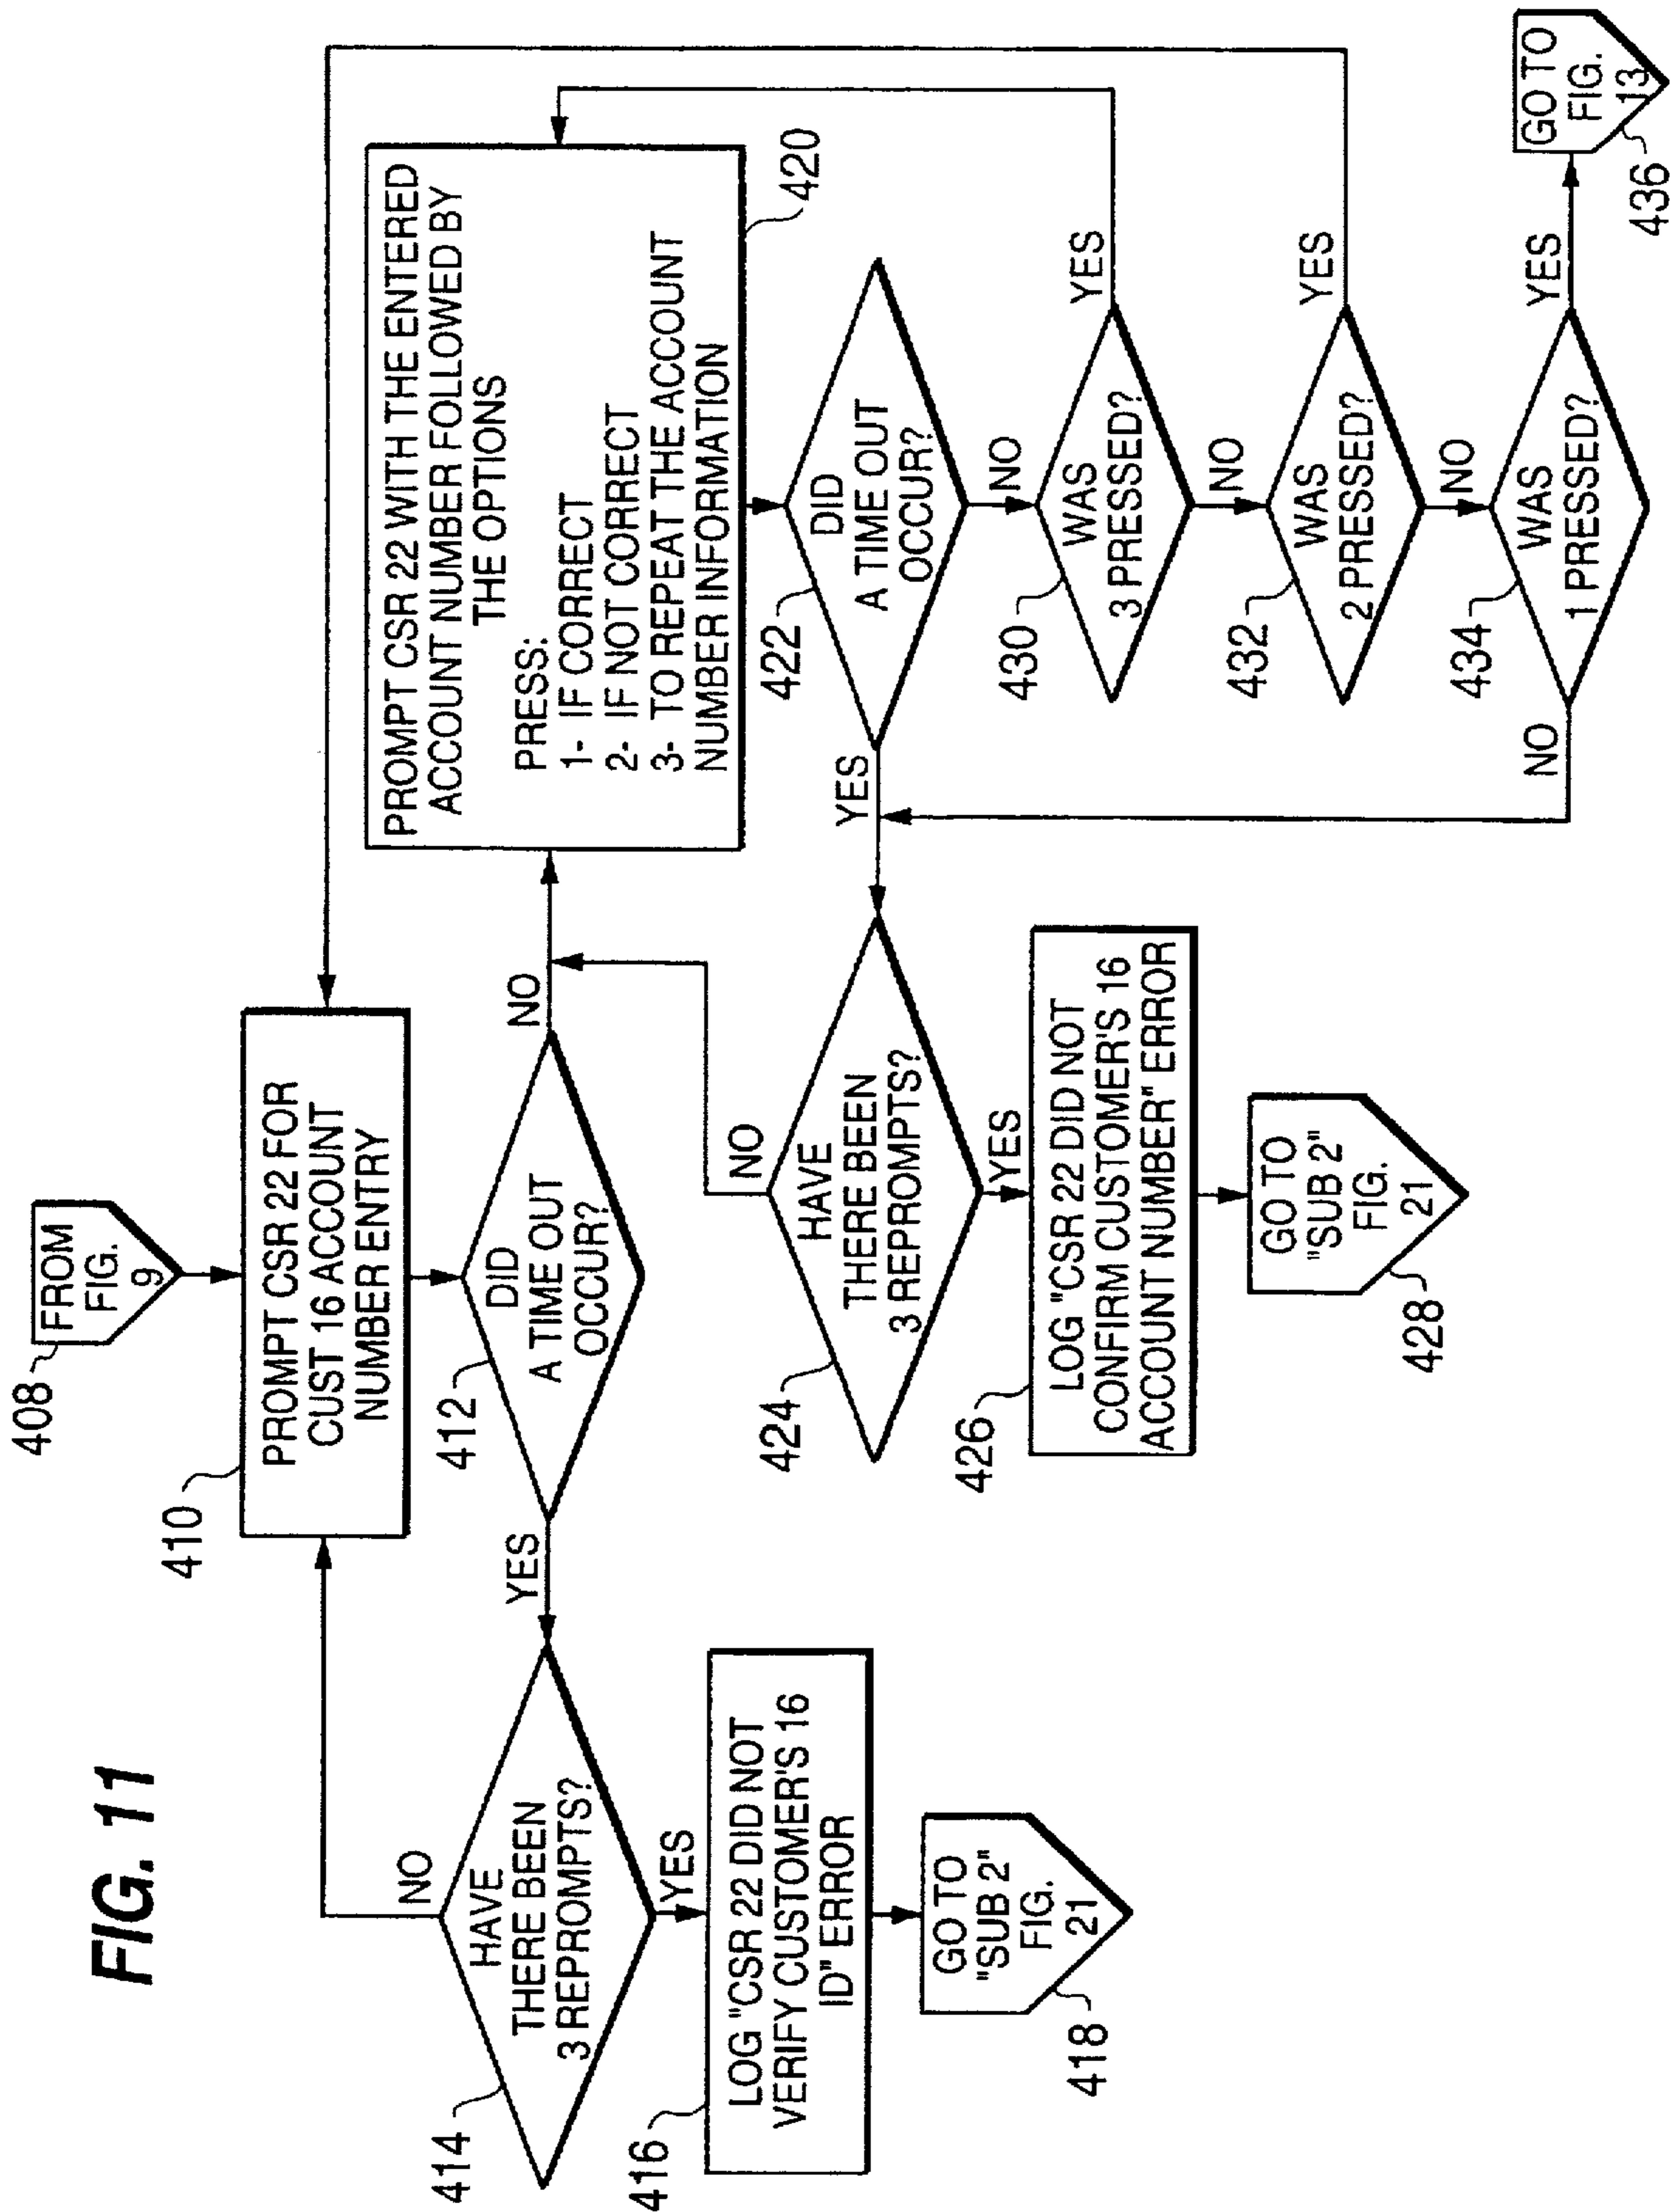 FIG. 11
408
FROM
FIG.
9
410
PROMPT CSR 22 FOR
CUST 16 ACCOUNT
NUMBER ENTRY
412
DID
A TIME OUT
OCCUR?
YES
NO
414
HAVE
THERE BEEN
3 REPROMPTS?
NO
YES
416
LOG "CSR 22 DID NOT
VERIFY CUSTOMER'S 16
ID" ERROR
418
GO TO
"SUB 2"
FIG.
21
420
PROMPT CSR 22 WITH THE ENTERED
ACCOUNT NUMBER FOLLOWED BY
THE OPTIONS
PRESS:
1- IF CORRECT
2- IF NOT CORRECT
3- TO REPEAT THE ACCOUNT
NUMBER INFORMATION
422
DID
A TIME OUT
OCCUR?
YES
NO
424
HAVE
THERE BEEN
3 REPROMPTS?
NO
YES
426
LOG "CSR 22 DID NOT
CONFIRM CUSTOMER'S 16
ACCOUNT NUMBER" ERROR
428
GO TO
"SUB 2"
FIG.
21
430
WAS
3 PRESSED?
YES
NO
432
WAS
2 PRESSED?
YES
NO
434
WAS
1 PRESSED?
NO
YES
436
GO TO
FIG.
13